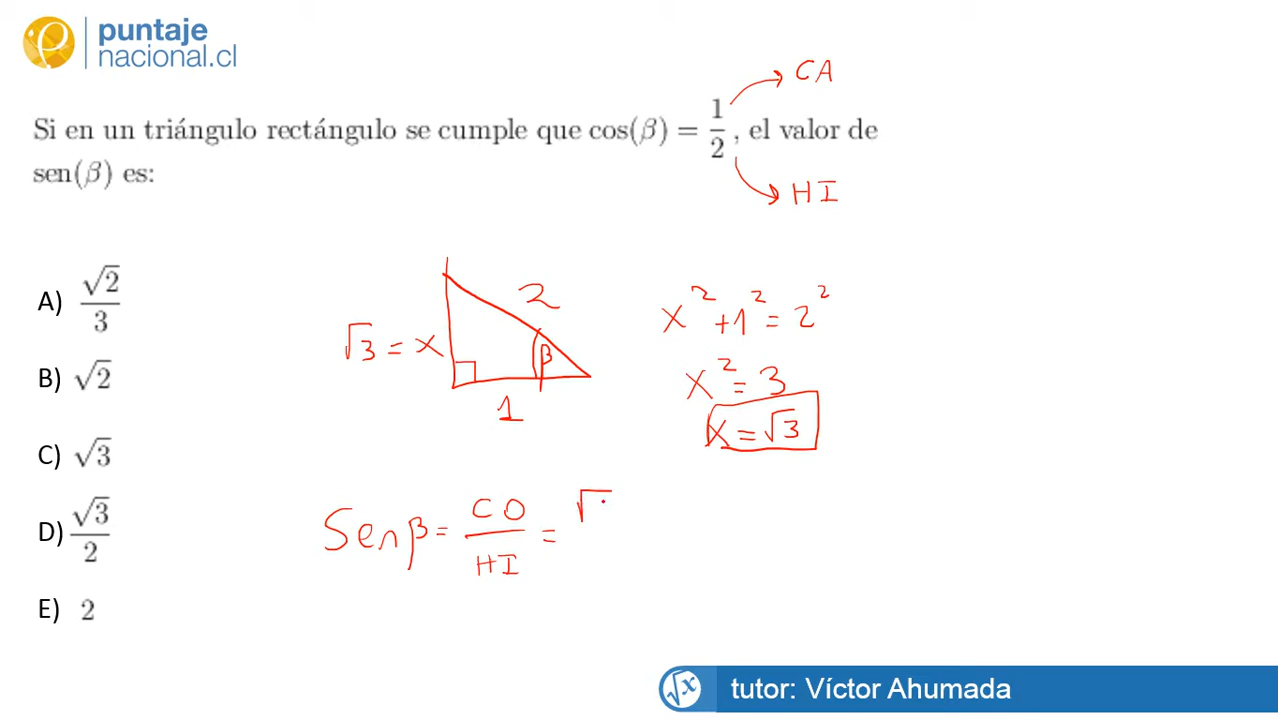 puntaje
nacional.cl
CA
Si en un triángulo rectángulo se cumple que cos(β) = 1/2, el valor de
sen(β) es:
HI
A) √2/3
B) √2
C) √3
D) √3/2
E) 2
2
√3 = x
β
1
x² + 1² = 2²
x² = 3
x = √3
Sen β = CO/HI = √
tutor: Víctor Ahumada